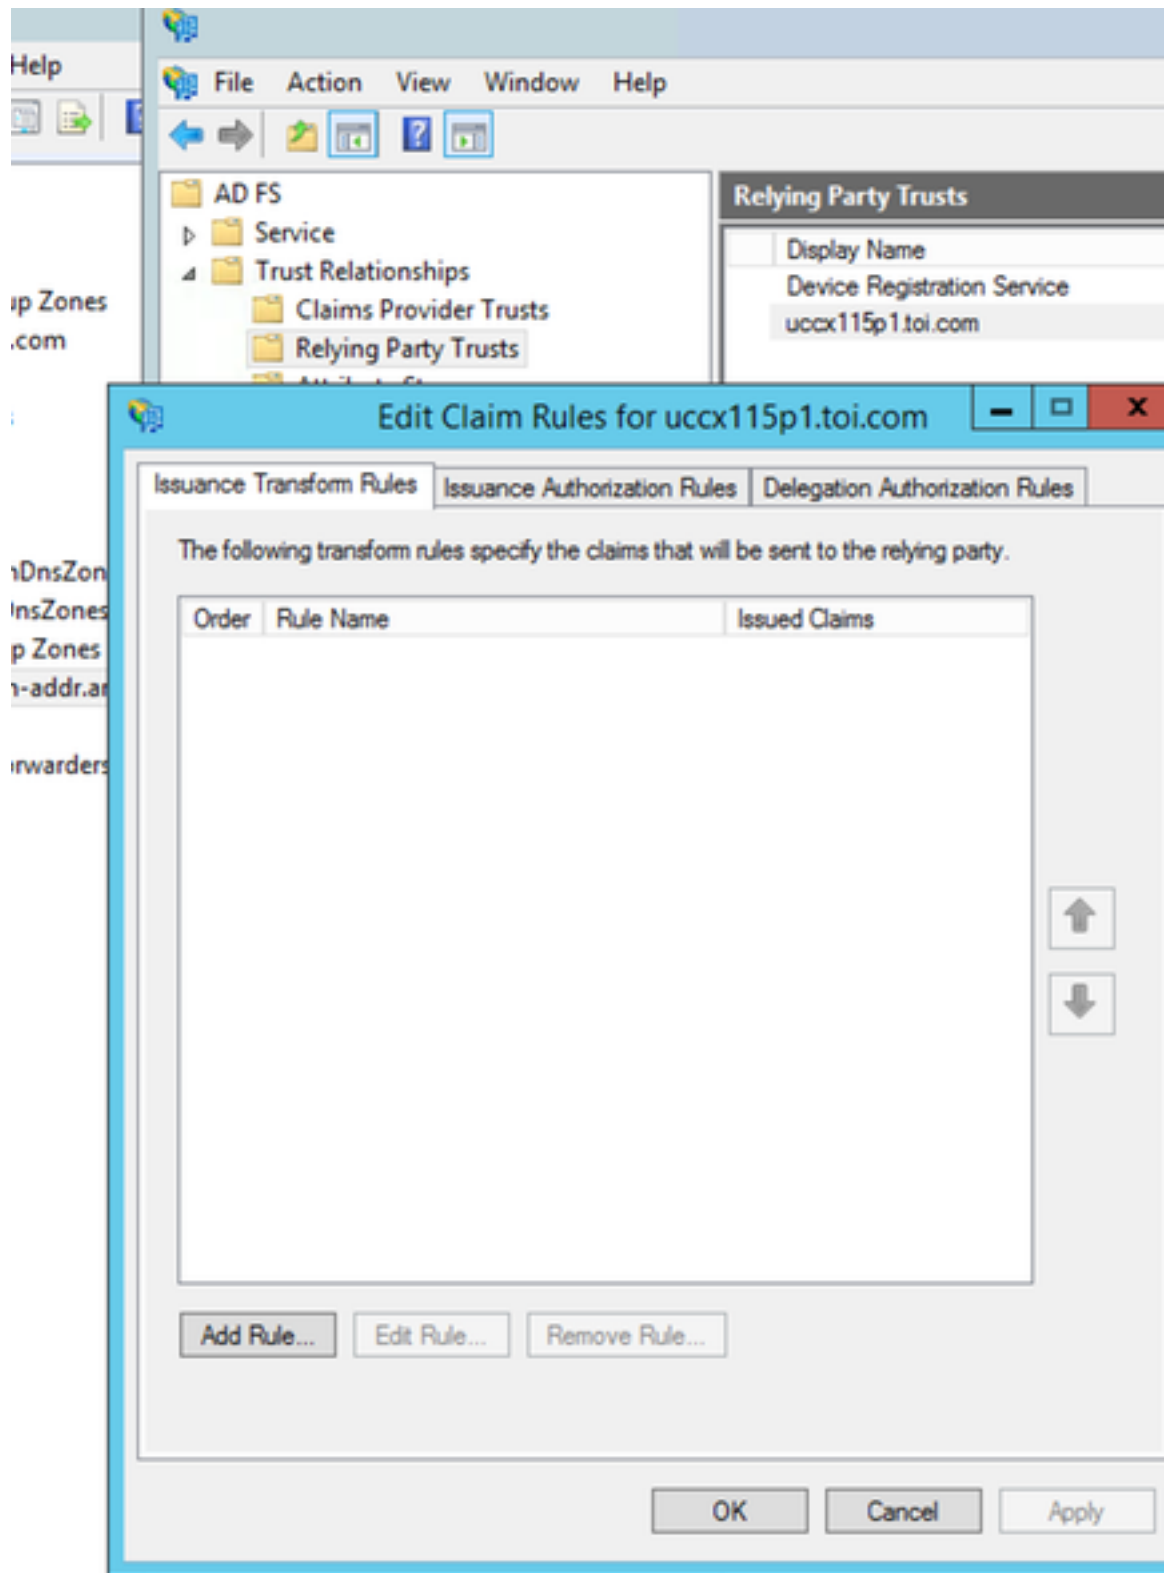 Help
File Action View Window Help
AD FS
Service
Trust Relationships
Claims Provider Trusts
Relying Party Trusts
Relying Party Trusts
Display Name
Device Registration Service
uccx115p1.toi.com
up Zones
.com
Edit Claim Rules for uccx115p1.toi.com
Issuance Transform Rules Issuance Authorization Rules Delegation Authorization Rules
The following transform rules specify the claims that will be sent to the relying party.
Order Rule Name Issued Claims
nDnsZon
nsZones
p Zones
n-addr.ar
rwarders
Add Rule... Edit Rule... Remove Rule...
OK Cancel Apply